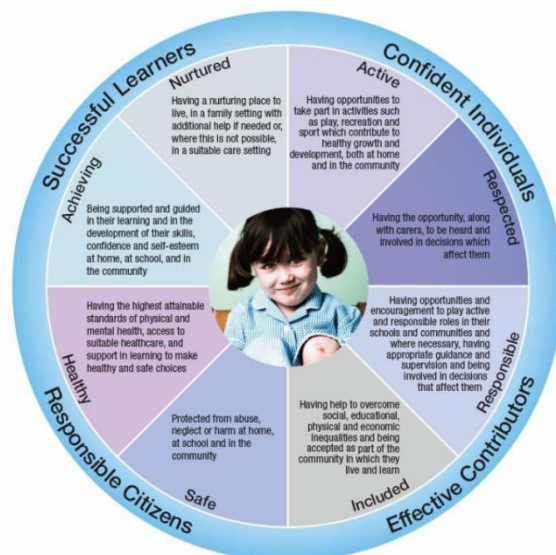 Successful Learners
Confident Individuals
Nurtured
Having a nurturing place to
live, in a family setting with
additional help if needed or,
where this is not possible,
in a suitable care setting
Active
Having opportunities to
take part in activities such
as play, recreation and
sport which contribute to
healthy growth and
development, both at home
and in the community
Achieving
Being supported and guided
in their learning and in the
development of their skills,
confidence and self-esteem
at home, at school, and in
the community
Respected
Having the opportunity, along
with carers, to be heard and
involved in decisions which
affect them
Healthy
Having the highest attainable
standards of physical and
mental health, access to
suitable healthcare, and
support in learning to make
healthy and safe choices
Responsible
Having opportunities and
encouragement to play active
and responsible roles in their
schools and communities and
where necessary, having
appropriate guidance and
supervision and being
involved in decisions
that affect them
Safe
Protected from abuse,
neglect or harm at home,
at school and in the
community
Included
Having help to overcome
social, educational,
physical and economic
inequalities and being
accepted as part of the
community in which they
live and learn
Responsible Citizens
Effective Contributors